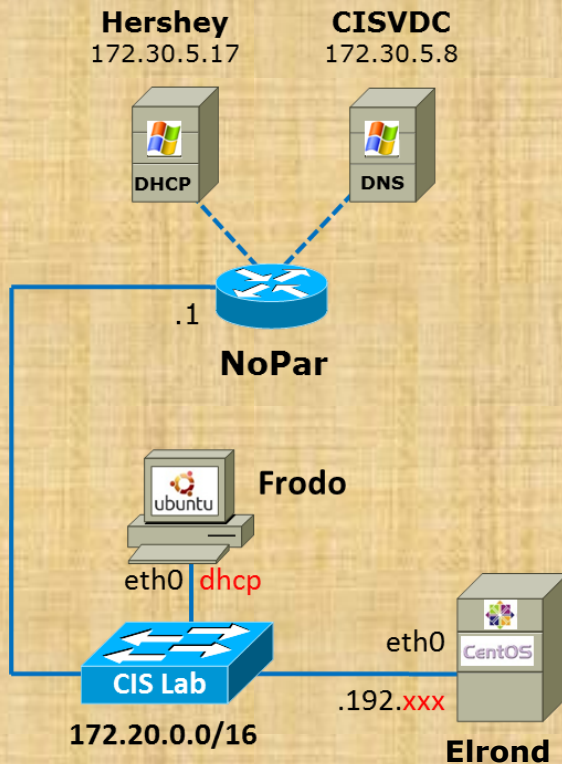 Hershey
172.30.5.17
CISVDC
172.30.5.8
DHCP
DNS
.1
NoPar
ubuntu
Frodo
eth0 dhcp
CIS Lab
172.20.0.0/16
eth0
CentOS
.192.xxx
Elrond